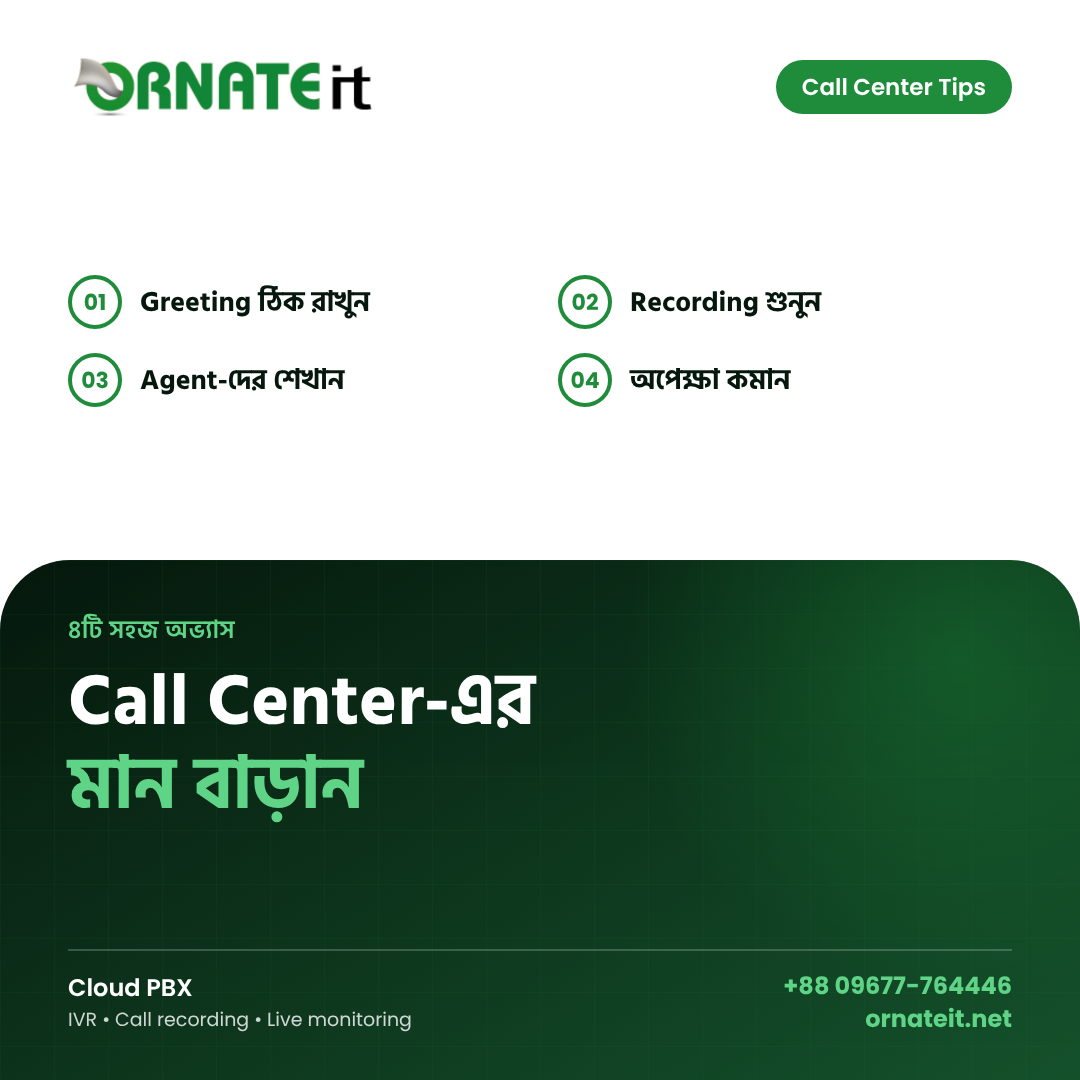 ORNATE it
Call Center Tips
01 Greeting ঠিক রাখুন
02 Recording শুনুন
03 Agent-দের শেখান
04 অপেক্ষা কমান
৪টি সহজ অভ্যাস
Call Center-এর
মান বাড়ান
Cloud PBX
IVR • Call recording • Live monitoring
+88 09677-764446
ornateit.net